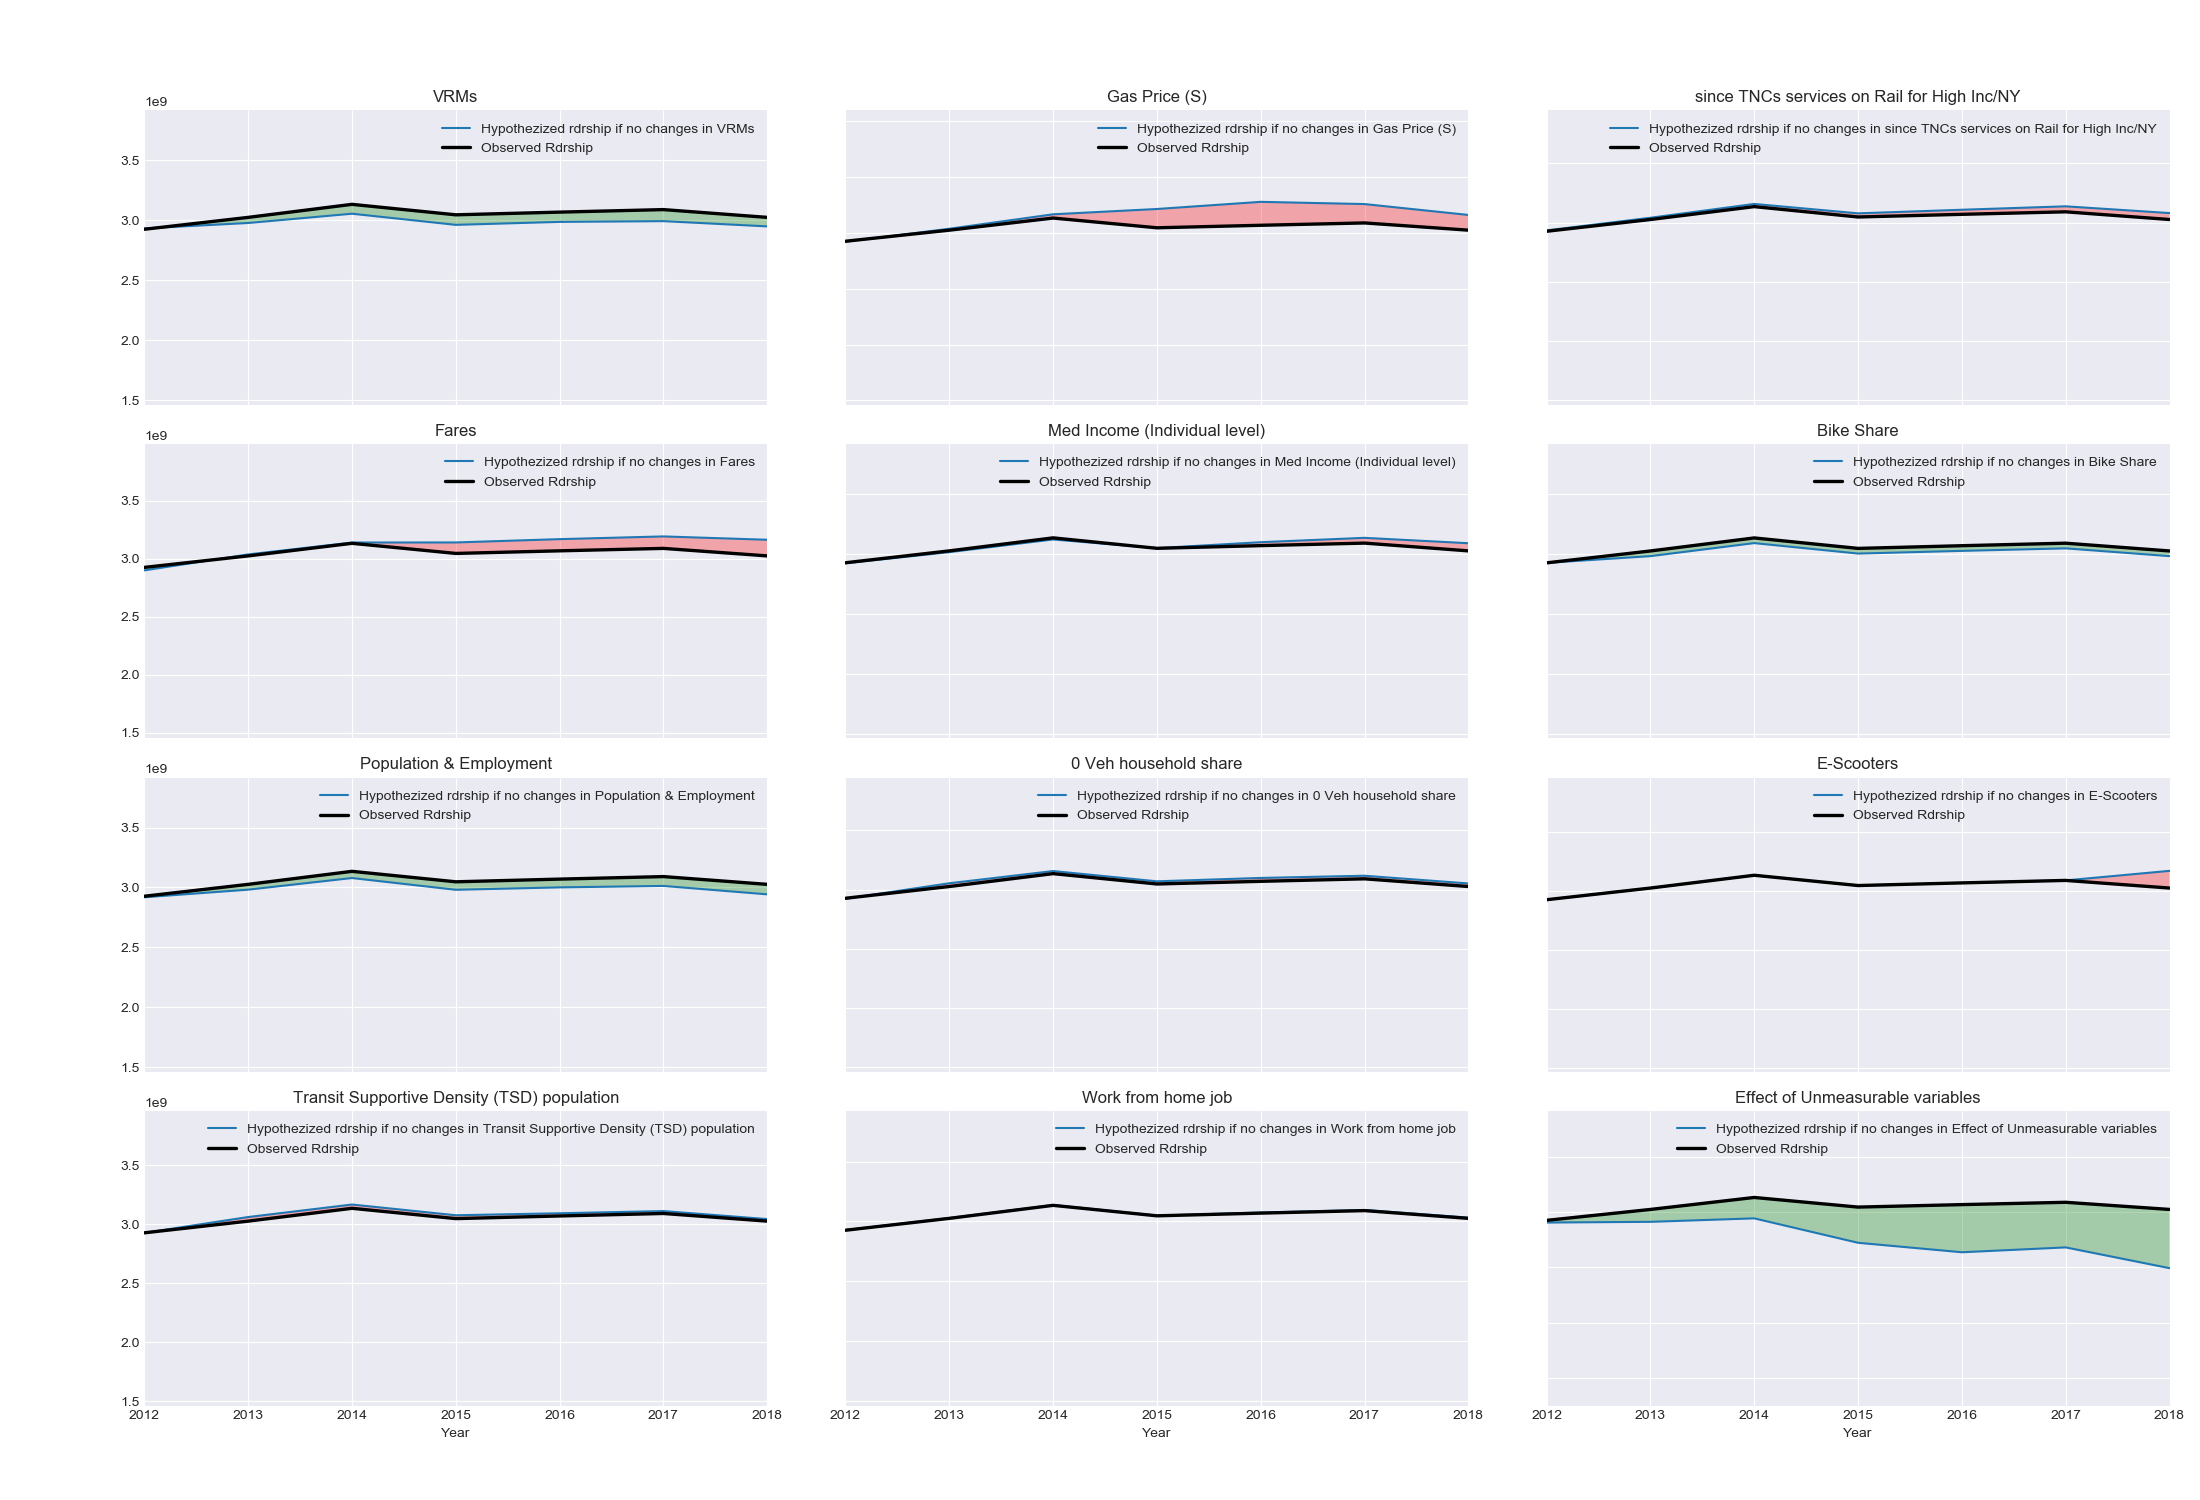 VRMs
1e9
Hypothezized rdrship if no changes in VRMs
Observed Rdrship
3.5
3.0
2.5
2.0
1.5
Gas Price (S)
Hypothezized rdrship if no changes in Gas Price (S)
Observed Rdrship
since TNCs services on Rail for High Inc/NY
Hypothezized rdrship if no changes in since TNCs services on Rail for High Inc/NY
Observed Rdrship
Fares
1e9
Hypothezized rdrship if no changes in Fares
Observed Rdrship
3.5
3.0
2.5
2.0
1.5
Med Income (Individual level)
Hypothezized rdrship if no changes in Med Income (Individual level)
Observed Rdrship
Bike Share
Hypothezized rdrship if no changes in Bike Share
Observed Rdrship
Population & Employment
1e9
Hypothezized rdrship if no changes in Population & Employment
Observed Rdrship
3.5
3.0
2.5
2.0
1.5
0 Veh household share
Hypothezized rdrship if no changes in 0 Veh household share
Observed Rdrship
E-Scooters
Hypothezized rdrship if no changes in E-Scooters
Observed Rdrship
Transit Supportive Density (TSD) population
1e9
Hypothezized rdrship if no changes in Transit Supportive Density (TSD) population
Observed Rdrship
3.5
3.0
2.5
2.0
1.5
2012 2013 2014 2015 2016 2017 2018
Year
Work from home job
Hypothezized rdrship if no changes in Work from home job
Observed Rdrship
2012 2013 2014 2015 2016 2017 2018
Year
Effect of Unmeasurable variables
Hypothezized rdrship if no changes in Effect of Unmeasurable variables
Observed Rdrship
2012 2013 2014 2015 2016 2017 2018
Year